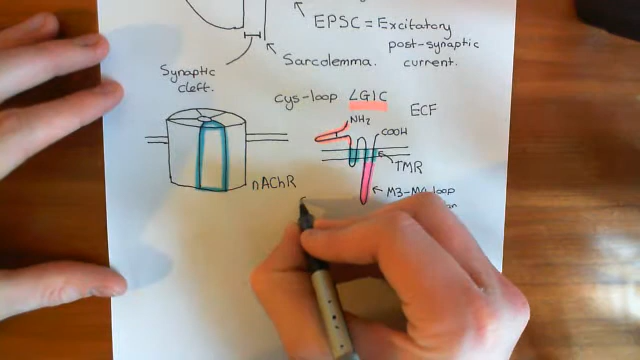 EPSC = Excitatory
post-synaptic
current.
Sarcolemma.
Synaptic
cleft.
cys-loop LGIC
ECF
NH2
COOH
TMR
nAChR
M3-M4 loop